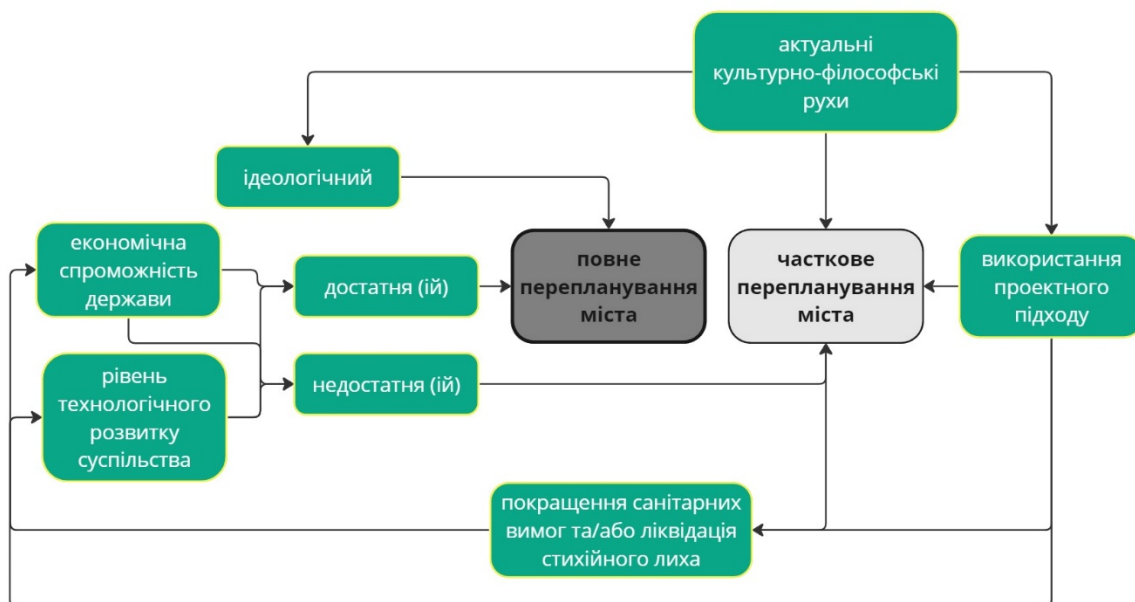 актуальні
культурно-філософські
рухи
ідеологічний
економічна
спроможність
держави
достатня (ій)
повне
перепланування
міста
часткове
перепланування
міста
використання
проектного
підходу
рівень
технологічного
розвитку
суспільства
недостатня (ій)
покращення санітарних
вимог та/або ліквідація
стихійного лиха